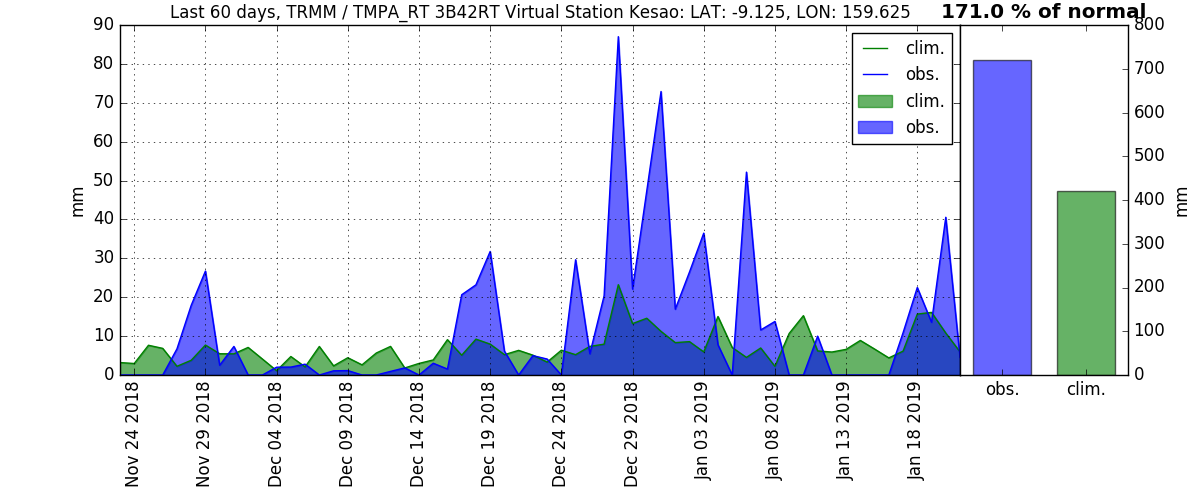 Last 60 days, TRMM / TMPA_RT 3B42RT Virtual Station Kesao: LAT: -9.125, LON: 159.625
171.0 % of normal
90
80
70
60
50
40
30
20
10
0
mm
clim.
obs.
clim.
obs.
800
700
600
500
400
300
200
100
0
mm
obs.
clim.
Nov 24 2018
Nov 29 2018
Dec 04 2018
Dec 09 2018
Dec 14 2018
Dec 19 2018
Dec 24 2018
Dec 29 2018
Jan 03 2019
Jan 08 2019
Jan 13 2019
Jan 18 2019